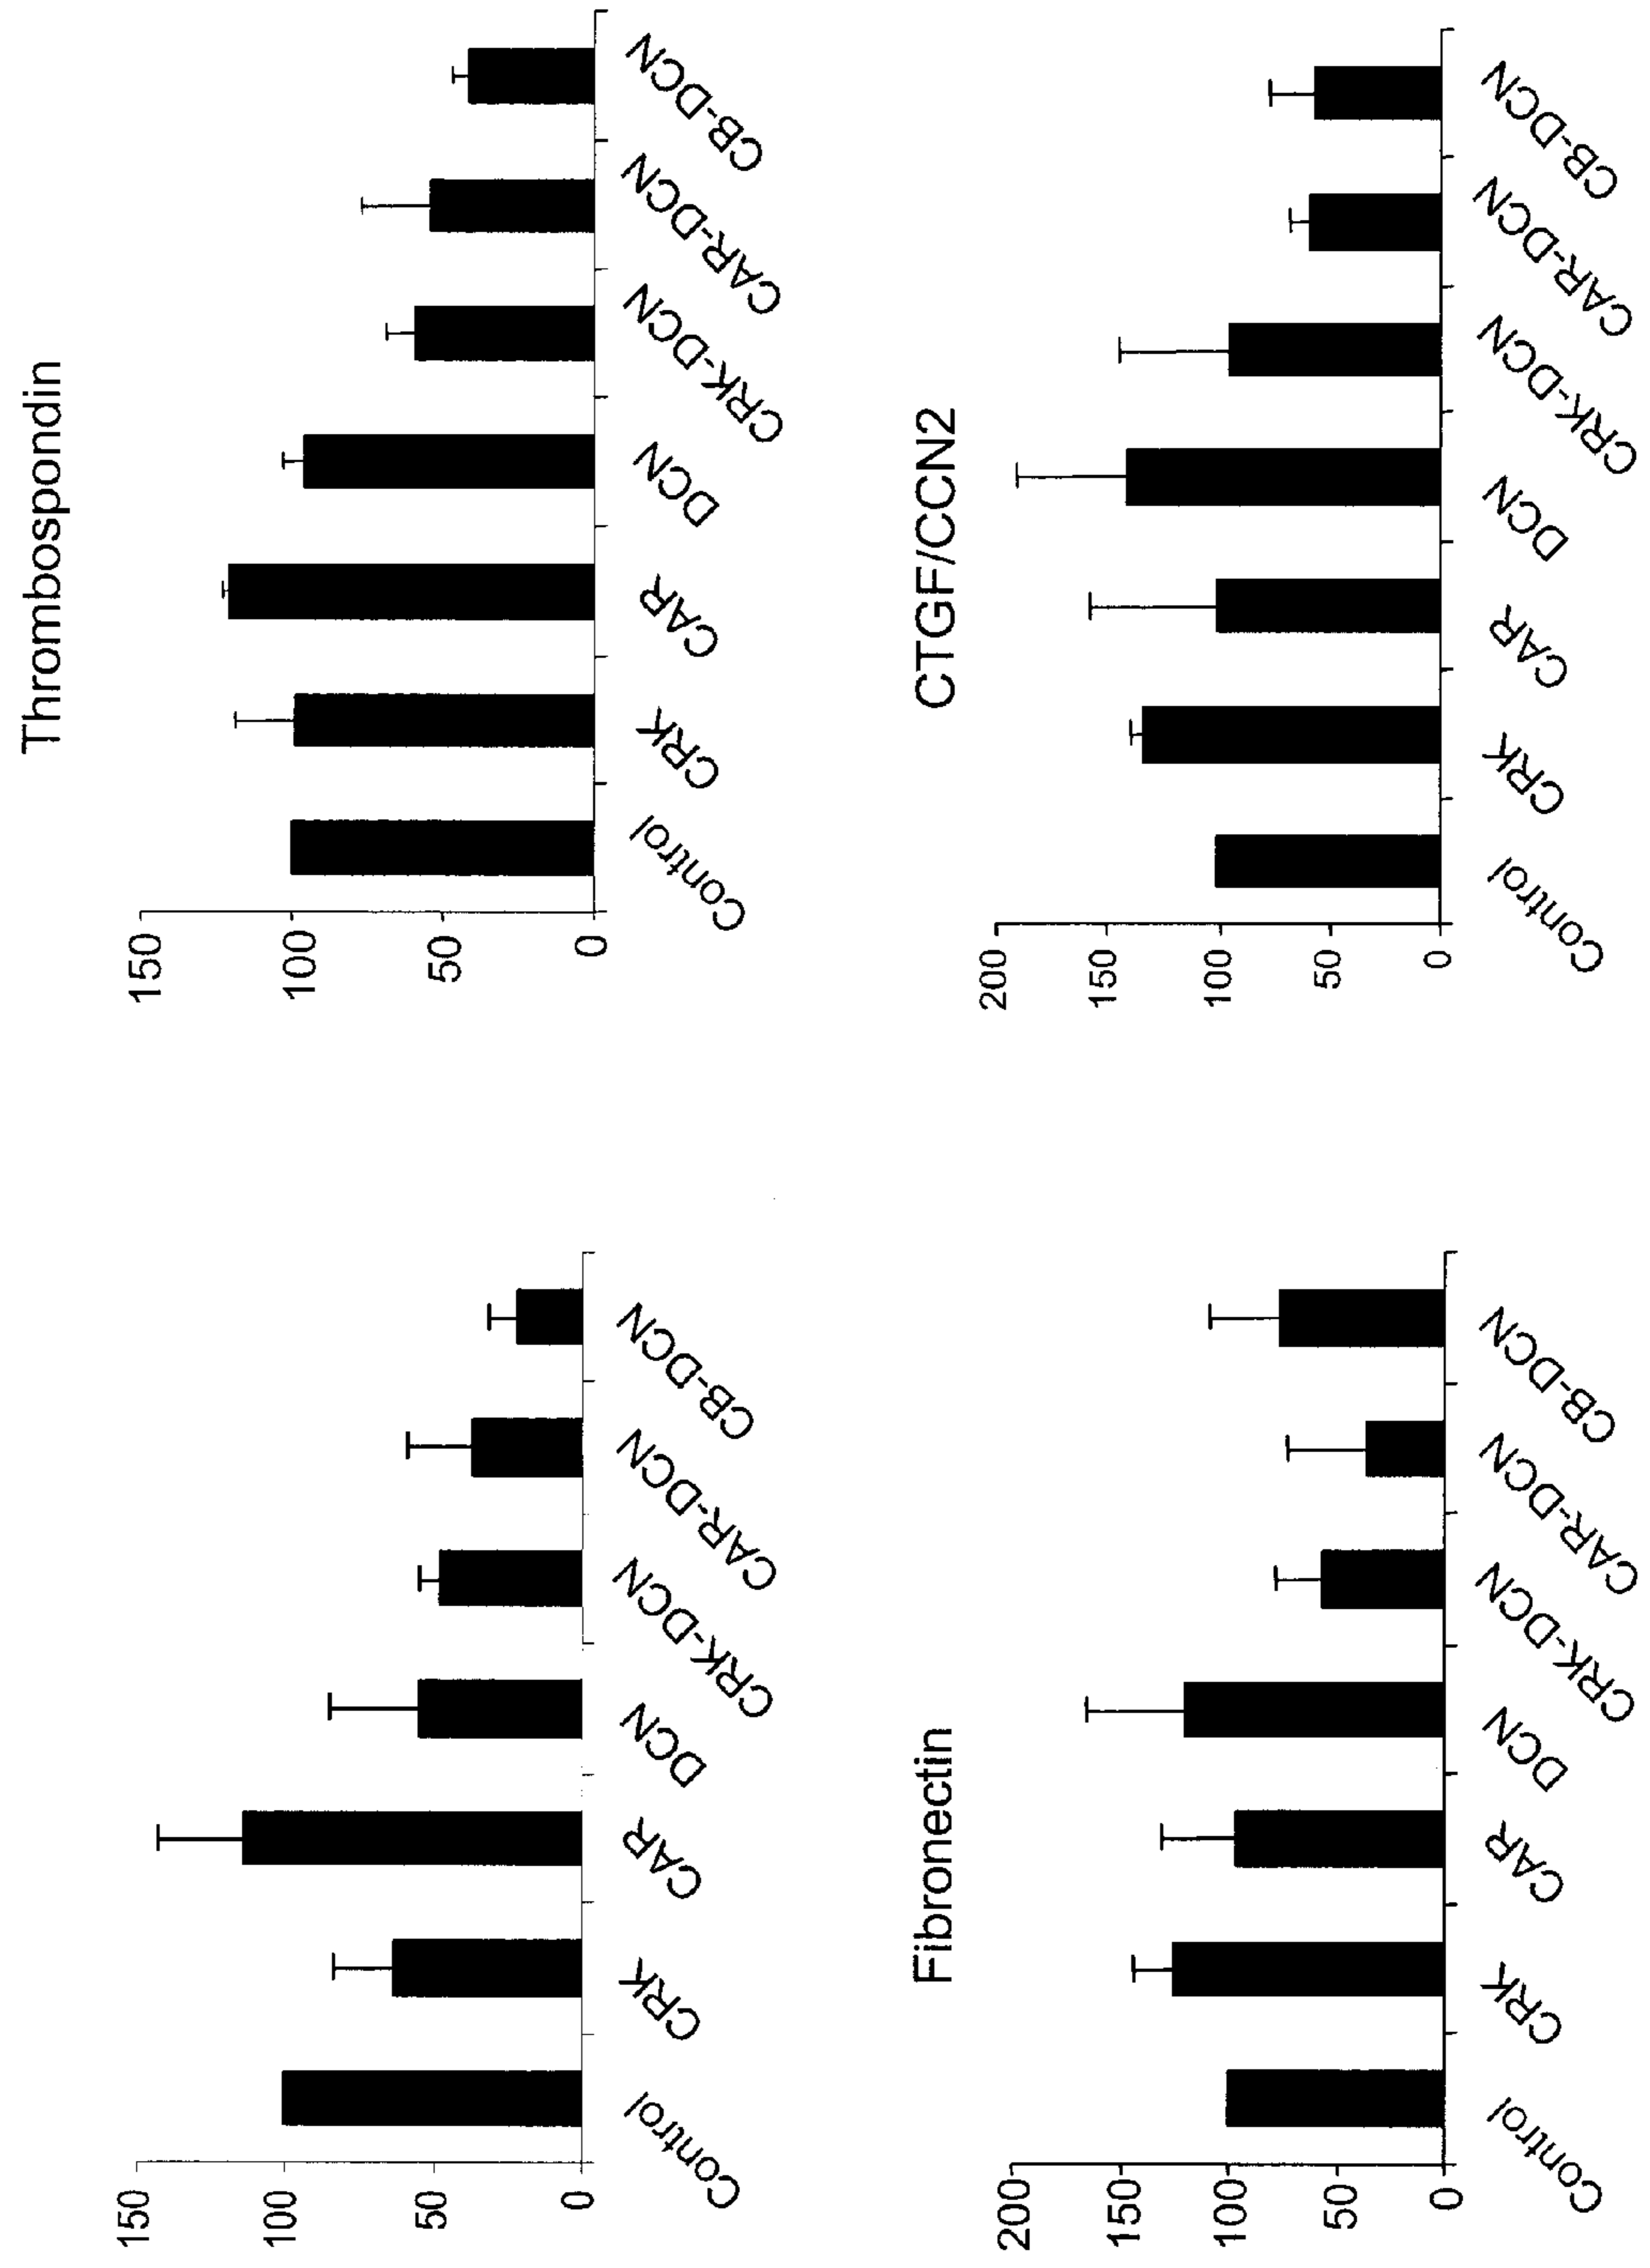 150
100
50
0
Control
CRK
CAR
DCN
CRK-DCN
CAR-DCN
CB-DCN
Thrombospondin
150
100
50
0
Control
CRK
CAR
DCN
CRK-DCN
CAR-DCN
CB-DCN
Fibronectin
200
150
100
50
0
Control
CRK
CAR
DCN
CRK-DCN
CAR-DCN
CB-DCN
CTGF/CCN2
200
150
100
50
0
Control
CRK
CAR
DCN
CRK-DCN
CAR-DCN
CB-DCN